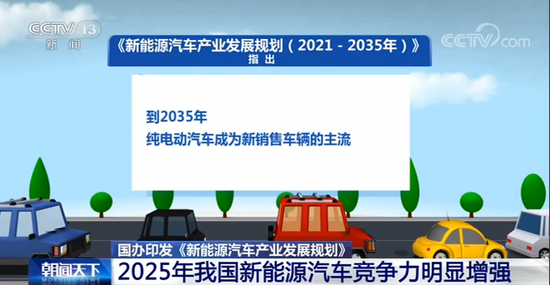 CCTV 13
新闻
CCTV.com
《新能源汽车产业发展规划（2021－2035年）》
指出
到2035年
纯电动汽车成为新销售车辆的主流
国办印发《新能源汽车产业发展规划》
朝闻天下
2025年我国新能源汽车竞争力明显增强